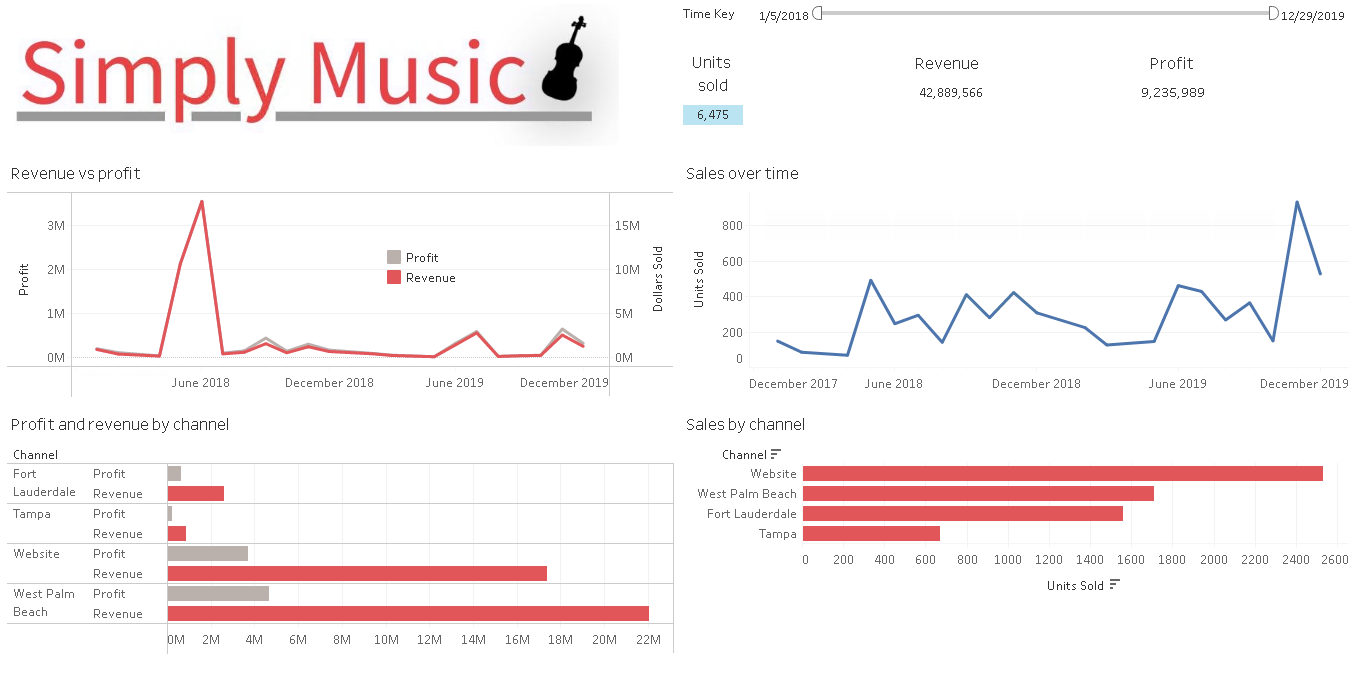 Simply Music
Time Key 1/5/2018 12/29/2019
Units
sold
6,475
Revenue
42,889,566
Profit
9,235,989
Revenue vs profit
Profit
3M
2M
1M
0M
Profit
Revenue
15M
10M
5M
0M
Dollars Sold
June 2018 December 2018 June 2019 December 2019
Sales over time
Units Sold
800
600
400
200
0
December 2017 June 2018 December 2018 June 2019 December 2019
Profit and revenue by channel
Channel
Fort
Lauderdale
Profit
Revenue
Tampa
Profit
Revenue
Website
Profit
Revenue
West Palm
Beach
Profit
Revenue
0M 2M 4M 6M 8M 10M 12M 14M 16M 18M 20M 22M
Sales by channel
Channel
Website
West Palm Beach
Fort Lauderdale
Tampa
0 200 400 600 800 1000 1200 1400 1600 1800 2000 2200 2400 2600
Units Sold